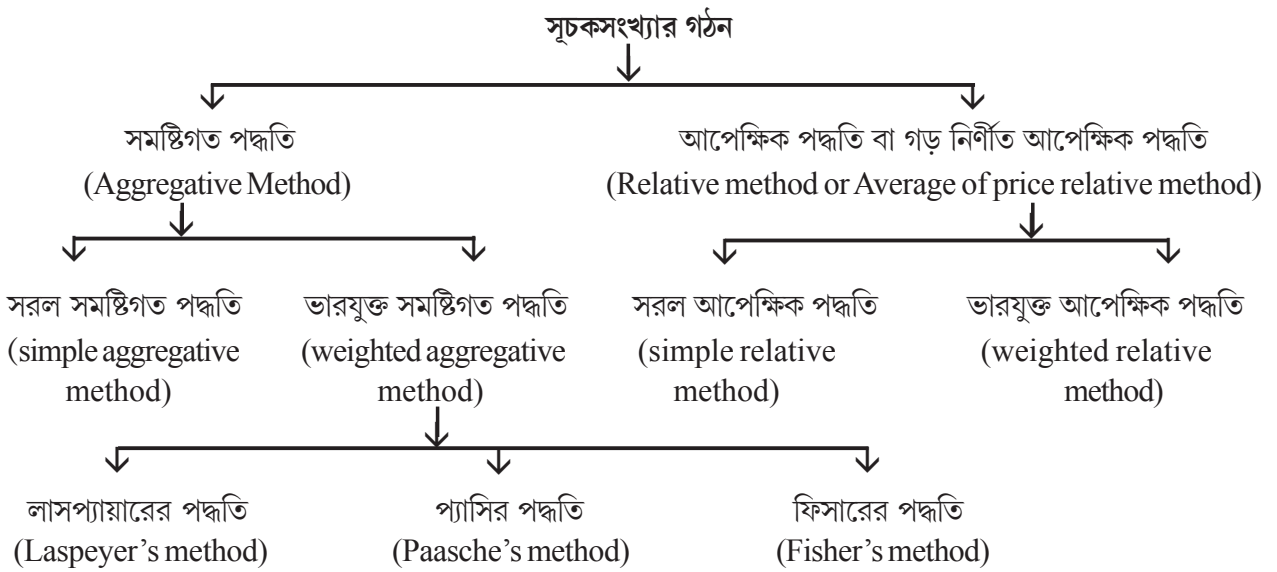 সূচকসংখ্যার গঠন
সমষ্টিগত পদ্ধতি
(Aggregative Method)
আপেক্ষিক পদ্ধতি বা গড় নির্ণীত আপেক্ষিক পদ্ধতি
(Relative method or Average of price relative method)
সরল সমষ্টিগত পদ্ধতি
(simple aggregative
method)
ভারযুক্ত সমষ্টিগত পদ্ধতি
(weighted aggregative
method)
সরল আপেক্ষিক পদ্ধতি
(simple relative
method)
ভারযুক্ত আপেক্ষিক পদ্ধতি
(weighted relative
method)
লাসপ্যায়ারের পদ্ধতি
(Laspeyer's method)
প্যাসির পদ্ধতি
(Paasche's method)
ফিসারের পদ্ধতি
(Fisher's method)